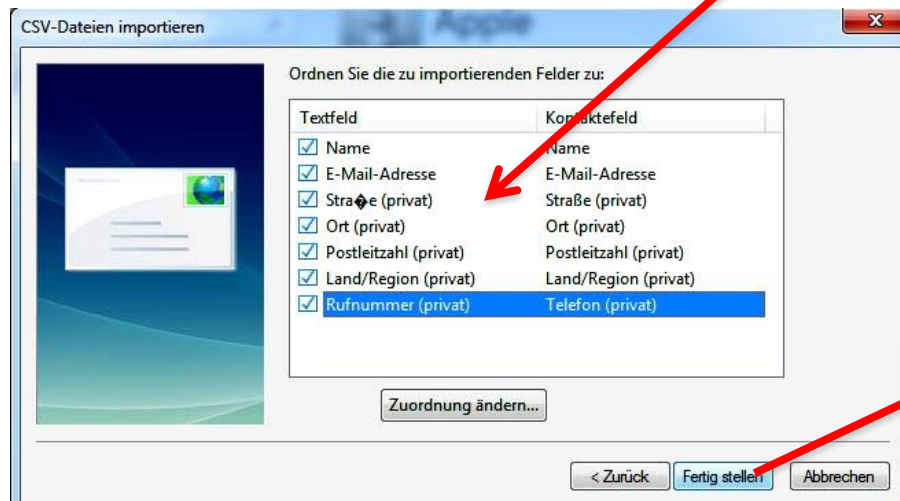 CSV-Dateien importieren
Apple
Ordnen Sie die zu importierenden Felder zu:
Textfeld Kontaktefeld
Name Name
E-Mail-Adresse E-Mail-Adresse
Stra�e (privat) Straße (privat)
Ort (privat) Ort (privat)
Postleitzahl (privat) Postleitzahl (privat)
Land/Region (privat) Land/Region (privat)
Rufnummer (privat) Telefon (privat)
Zuordnung ändern...
< Zurück Fertig stellen Abbrechen